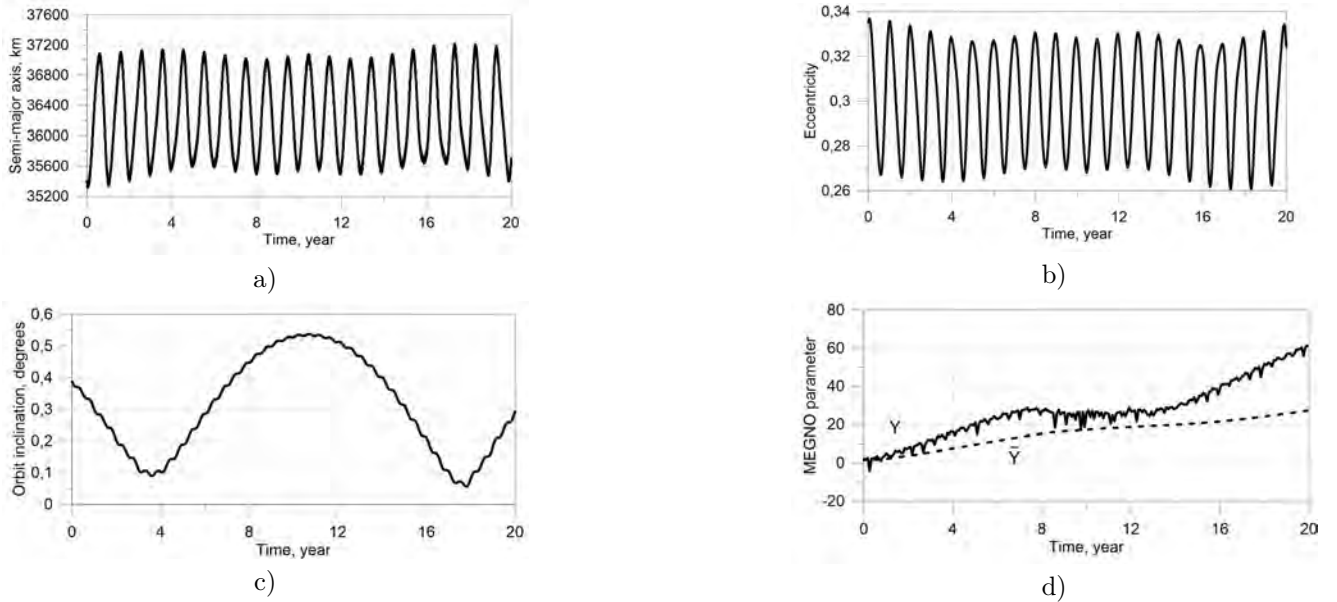 37600
37200
36800
36400
36000
35600
35200
Semi-major axis, km
0 4 8 12 16 20
Time, year
a)
0,34
0,32
0,3
0,28
0,26
Eccentricity
0 4 8 12 16 20
Time, year
b)
0,6
0,5
0,4
0,3
0,2
0,1
0
Orbit inclination, degrees
0 4 8 12 16 20
Time, year
c)
80
60
40
20
0
-20
MEGNO parameter
Y
Ȳ
0 4 8 12 16 20
Time, year
d)